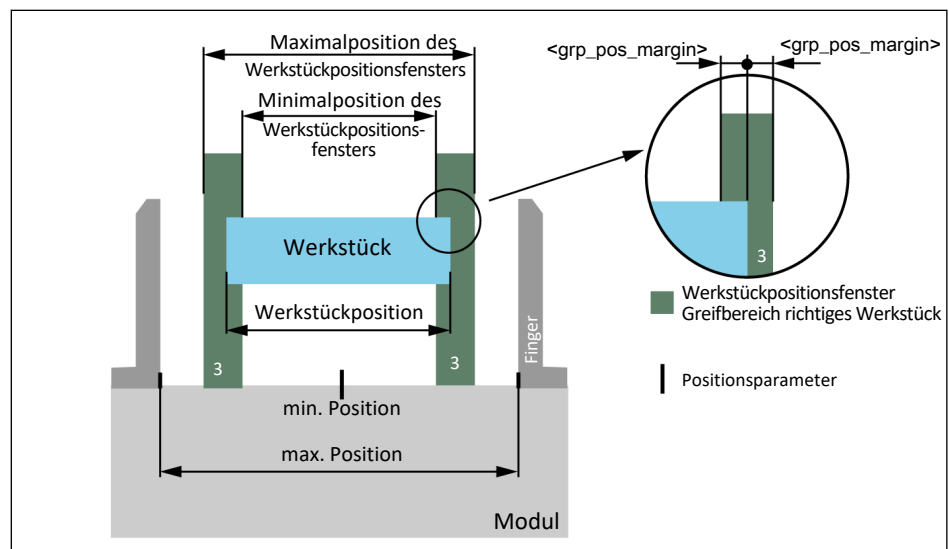 Maximalposition des
Werkstückpositionsfensters
Minimalposition des
Werkstückpositions-
fensters
<grp_pos_margin>
<grp_pos_margin>
Werkstück
Werkstückposition
3
3
3
Finger
Werkstückpositionsfenster
Greifbereich richtiges Werkstück
Positionsparameter
min. Position
max. Position
Modul